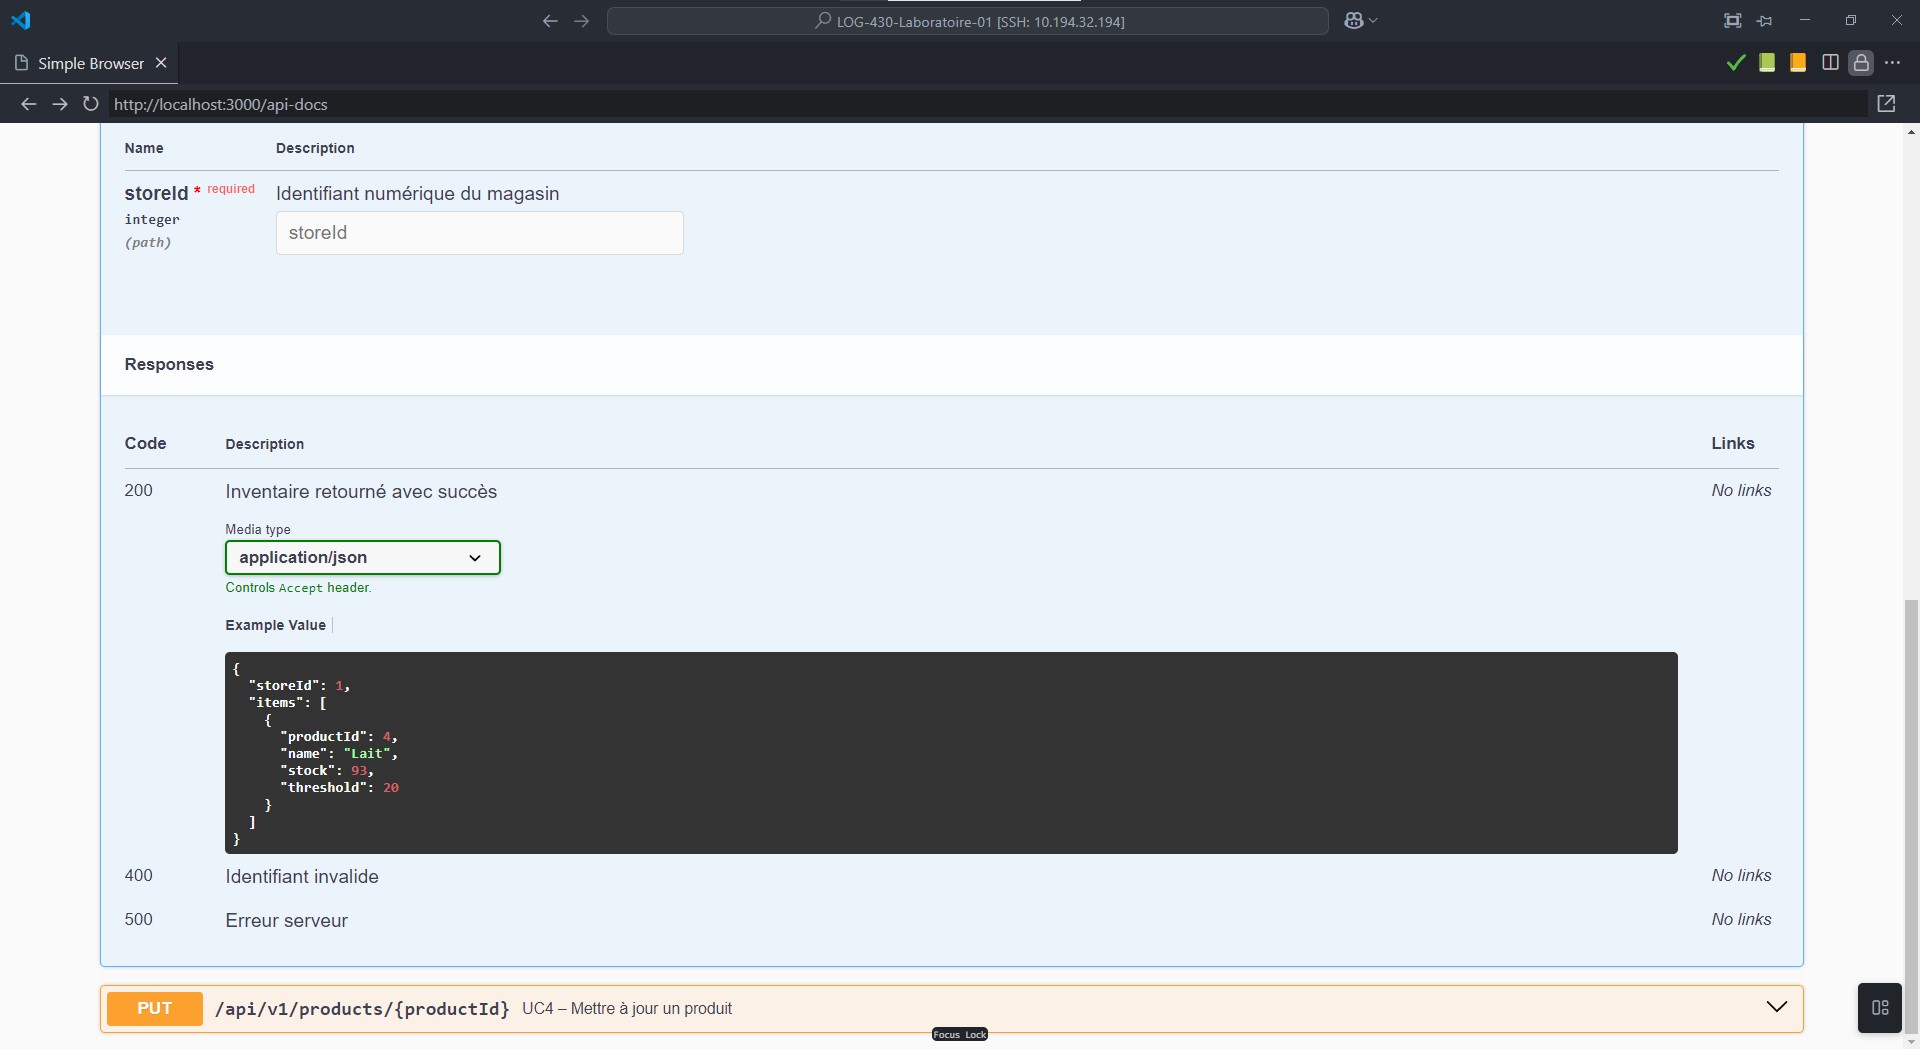 LOG-430-Laboratoire-01 [SSH: 10.194.32.194]
Simple Browser
http://localhost:3000/api-docs
Name Description
storeId * required Identifiant numérique du magasin
integer
(path)
storeId
Responses
Code Description Links
200 Inventaire retourné avec succès No links
Media type
application/json
Controls Accept header.
Example Value
{
"storeId": 1,
"items": [
{
"productId": 4,
"name": "Lait",
"stock": 93,
"threshold": 20
}
]
}
400 Identifiant invalide No links
500 Erreur serveur No links
PUT /api/v1/products/{productId} UC4 – Mettre à jour un produit
Focus Lock